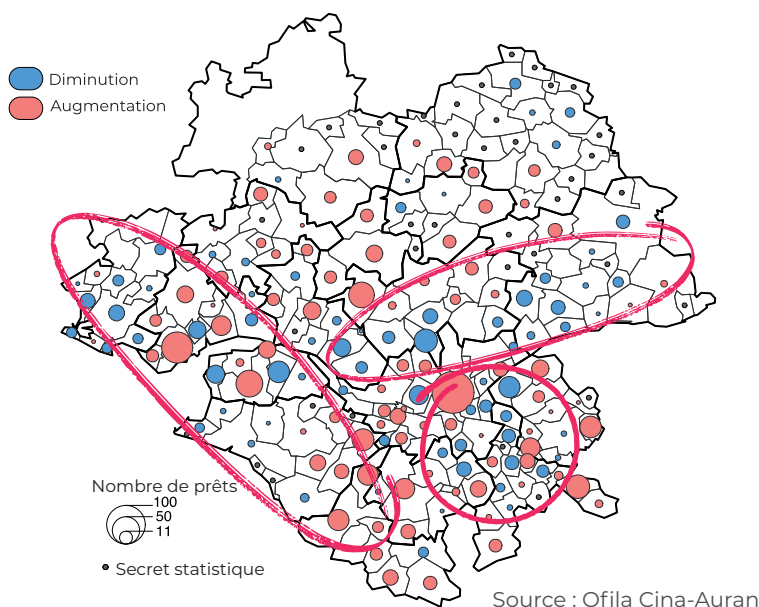 Diminution
Augmentation
Nombre de prêts
100
50
11
Secret statistique
Source : Ofila Cina-Auran